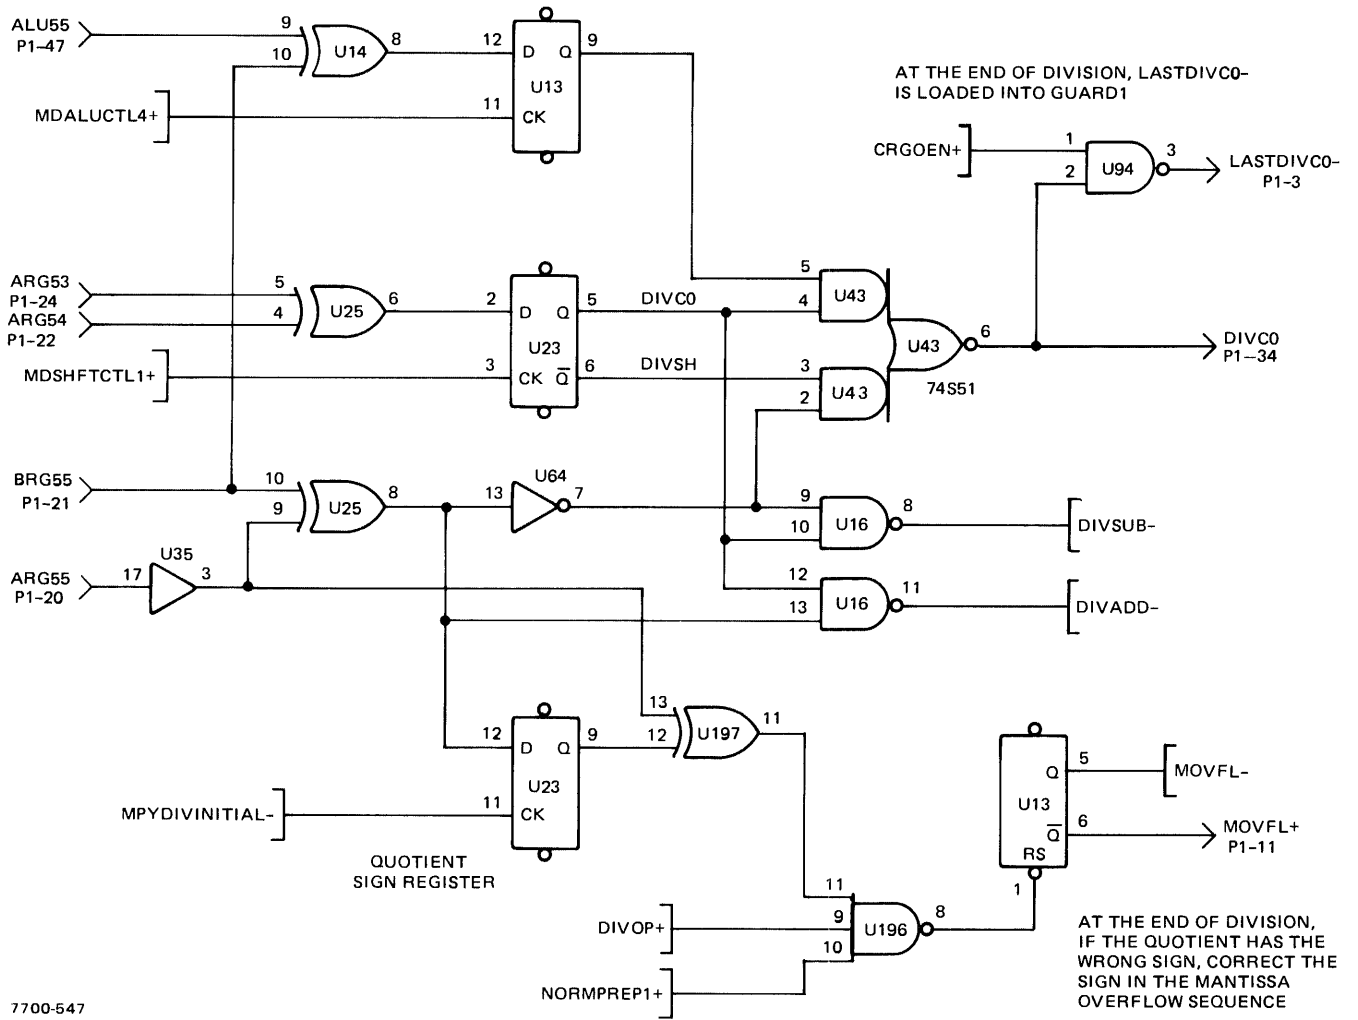 ALU55
P1-47
9
10
U14
8
12
D
Q
9
U13
11
CK
MDALUCTL4+
AT THE END OF DIVISION, LASTDIVC0-
IS LOADED INTO GUARD1
CRGOEN+
1
2
U94
3
LASTDIVC0-
P1-3
ARG53
P1-24
ARG54
P1-22
5
4
U25
6
2
D
Q
5
DIVC0
U23
3
CK
Q̅
6
DIVSH
MDSHFTCTL1+
5
4
U43
3
2
U43
U43
6
74S51
DIVC0
P1-34
BRG55
P1-21
10
9
U25
8
13
U64
7
9
10
U16
8
DIVSUB-
ARG55
P1-20
17
U35
3
12
13
U16
11
DIVADD-
12
D
Q
9
U23
11
CK
MPYDIVINITIAL-
QUOTIENT
SIGN REGISTER
13
12
U197
11
Q
5
MOVFL-
U13
Q̅
6
MOVFL+
P1-11
RS
1
DIVOP+
NORMPREP1+
11
9
10
U196
8
AT THE END OF DIVISION,
IF THE QUOTIENT HAS THE
WRONG SIGN, CORRECT THE
SIGN IN THE MANTISSA
OVERFLOW SEQUENCE
7700-547